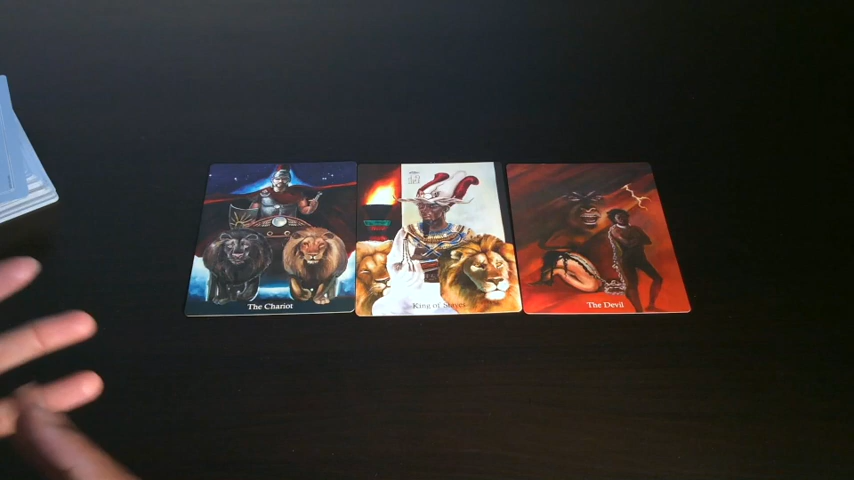 The Chariot
King of Staves
The Devil